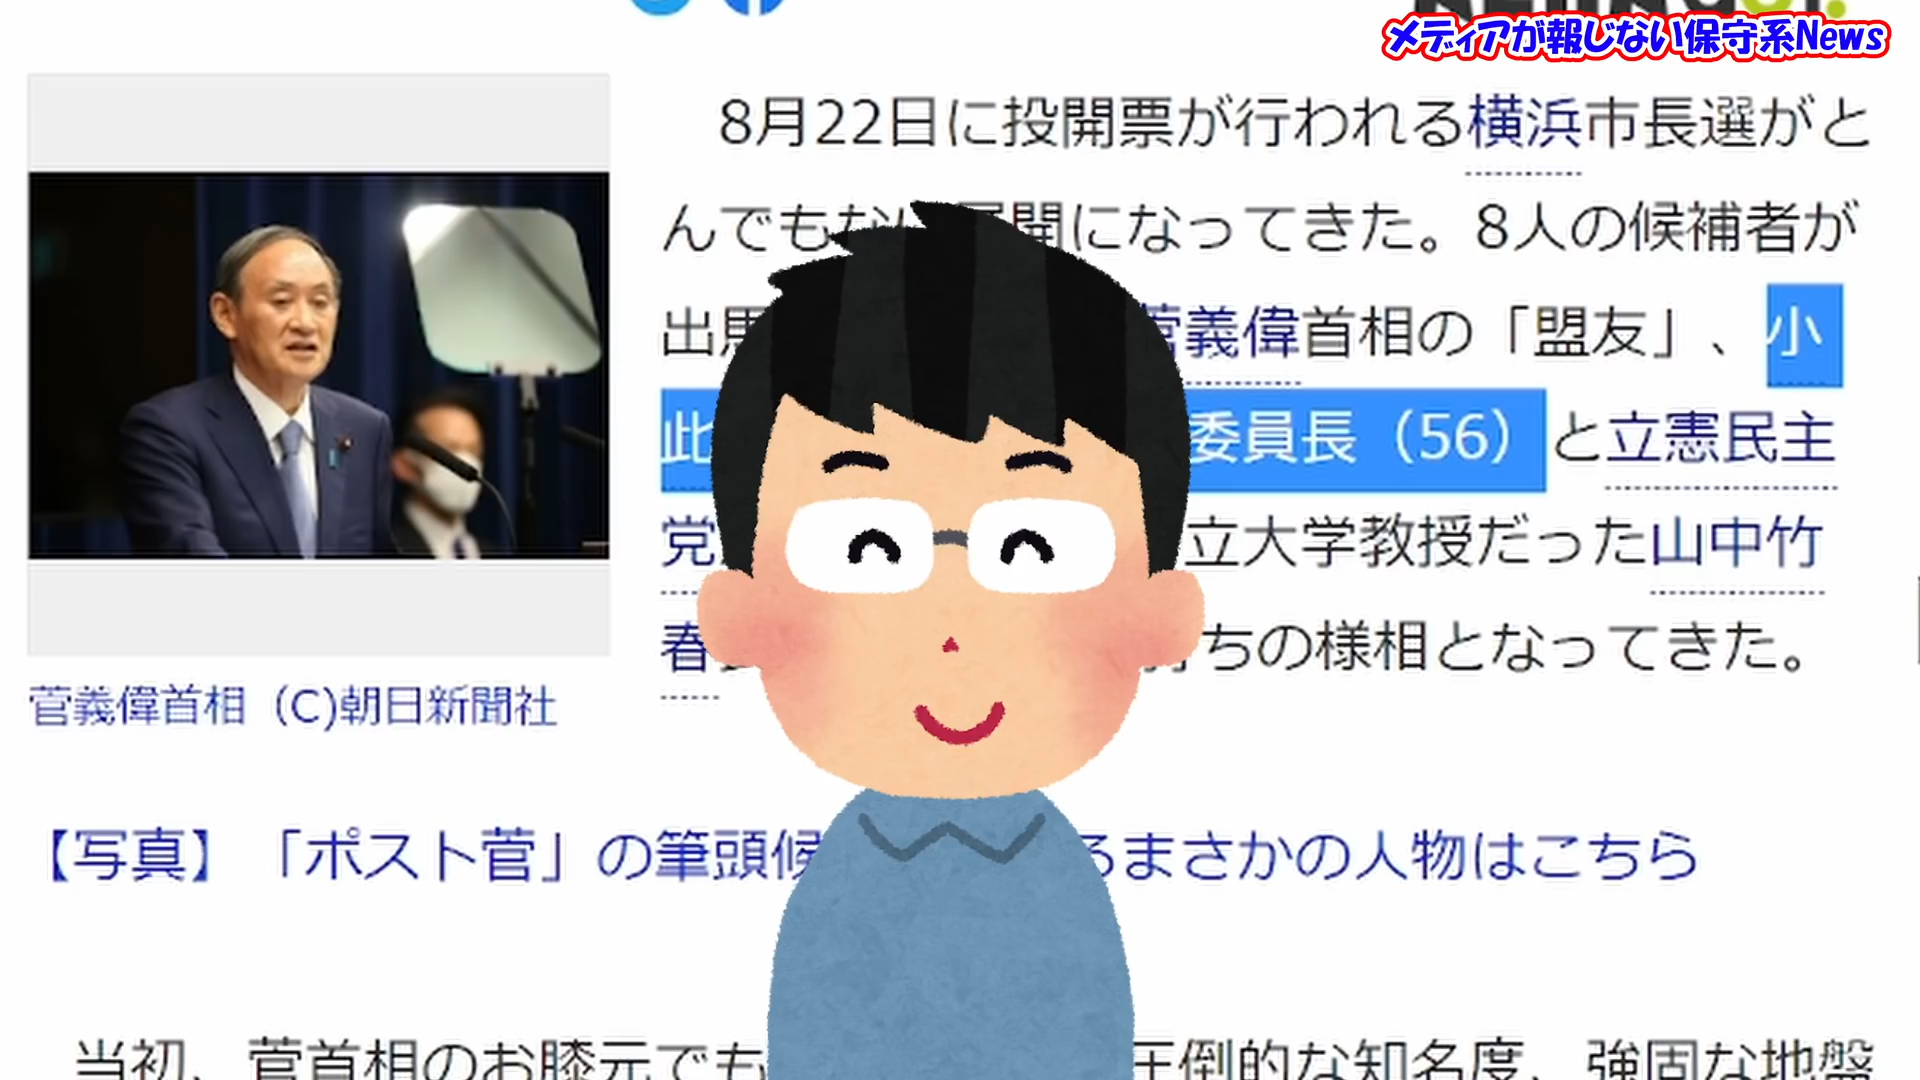 メディアが報じない保守系News
8月22日に投開票が行われる横浜市長選がと
んでもない展開になってきた。8人の候補者が
出馬 菅義偉首相の「盟友」、小
此 委員長（56）と立憲民主
党 立大学教授だった山中竹
春 打ちの様相となってきた。
菅義偉首相（C)朝日新聞社
【写真】「ポスト菅」の筆頭候 るまさかの人物はこちら
当初、菅首相のお膝元でも 圧倒的な知名度、強固な地盤